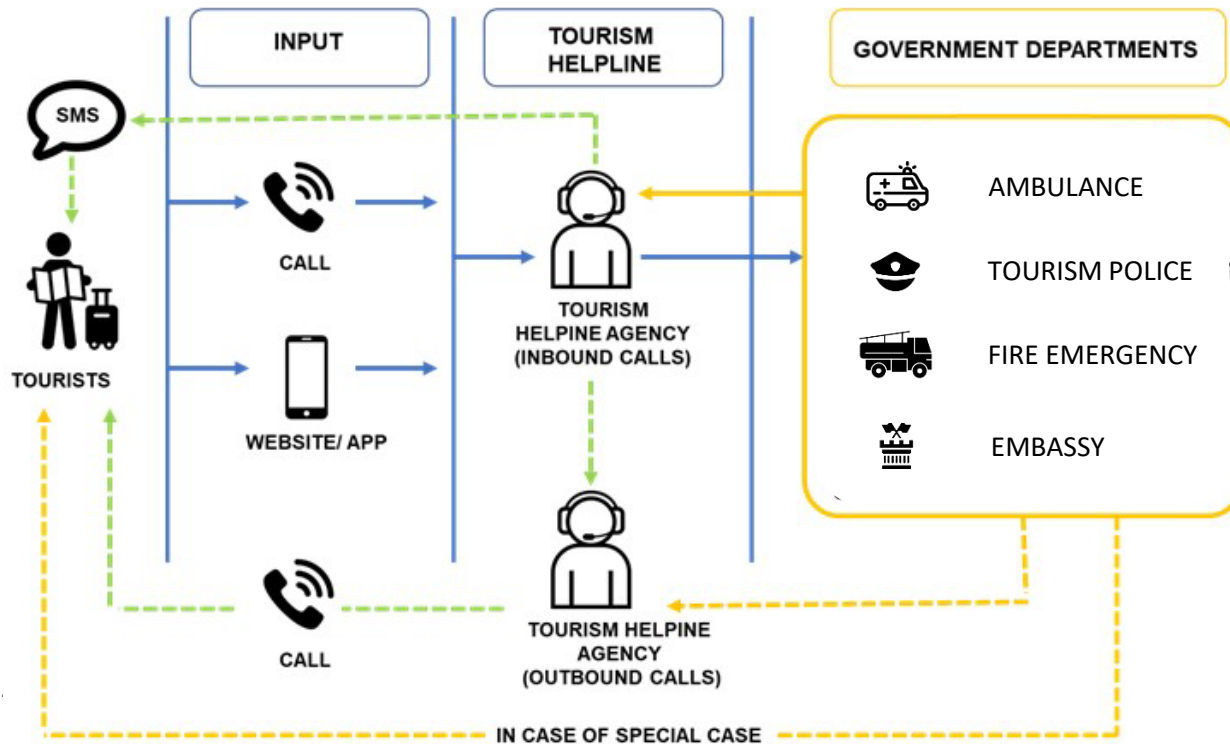 INPUT
TOURISM
HELPLINE
GOVERNMENT DEPARTMENTS
SMS
CALL
TOURISTS
WEBSITE/ APP
TOURISM
HELPINE AGENCY
(INBOUND CALLS)
AMBULANCE
TOURISM POLICE
FIRE EMERGENCY
EMBASSY
CALL
TOURISM HELPINE
AGENCY
(OUTBOUND CALLS)
IN CASE OF SPECIAL CASE